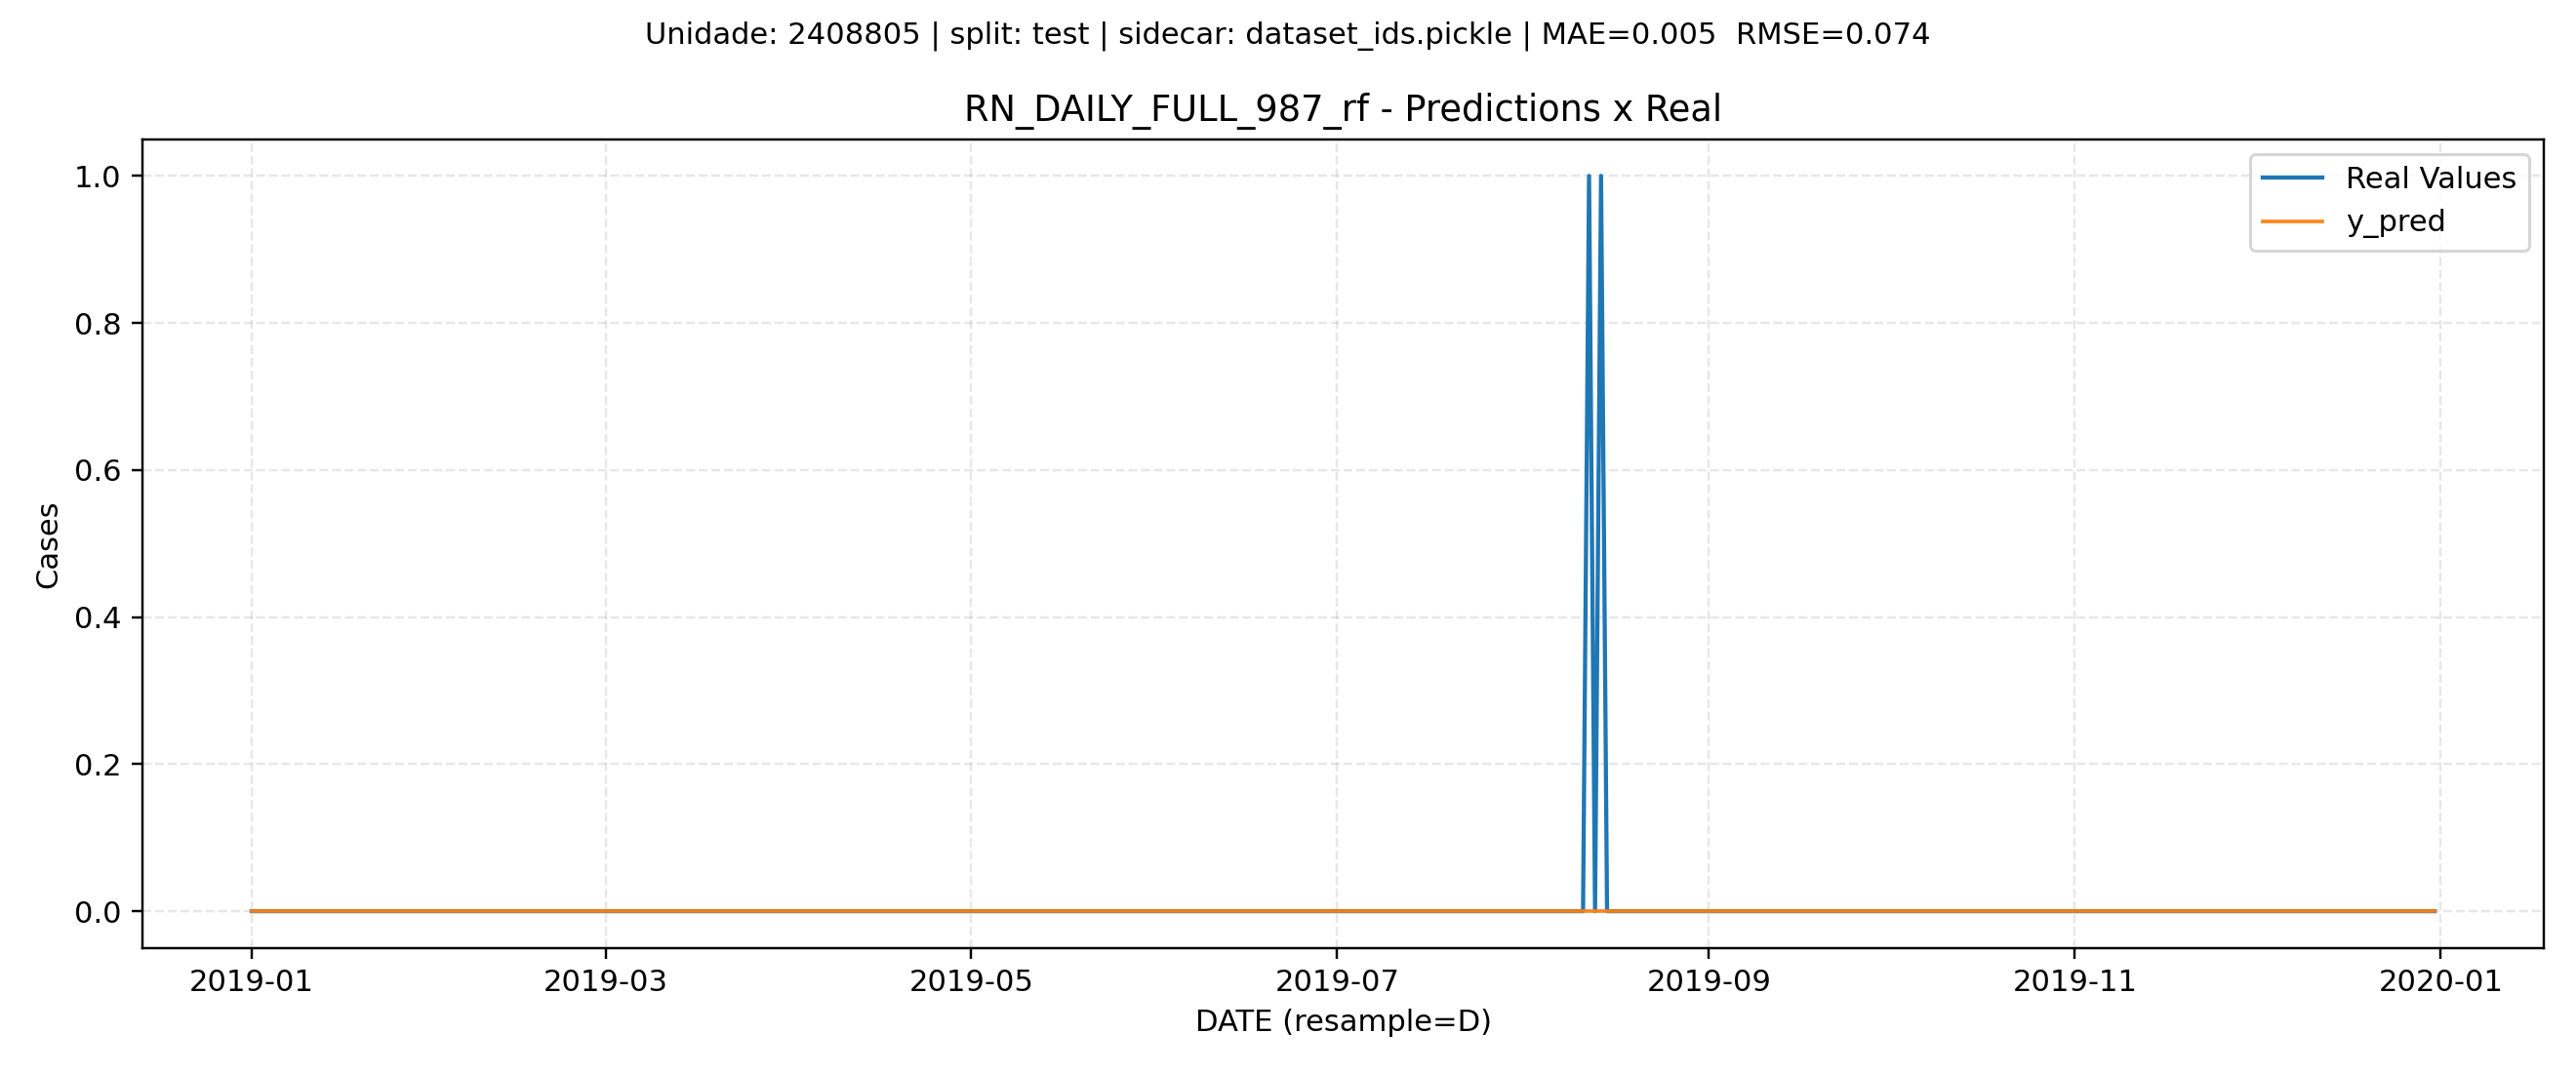 Unidade: 2408805 | split: test | sidecar: dataset_ids.pickle | MAE=0.005  RMSE=0.074
RN_DAILY_FULL_987_rf - Predictions x Real
Real Values
y_pred
Cases
1.0
0.8
0.6
0.4
0.2
0.0
2019-01
2019-03
2019-05
2019-07
2019-09
2019-11
2020-01
DATE (resample=D)